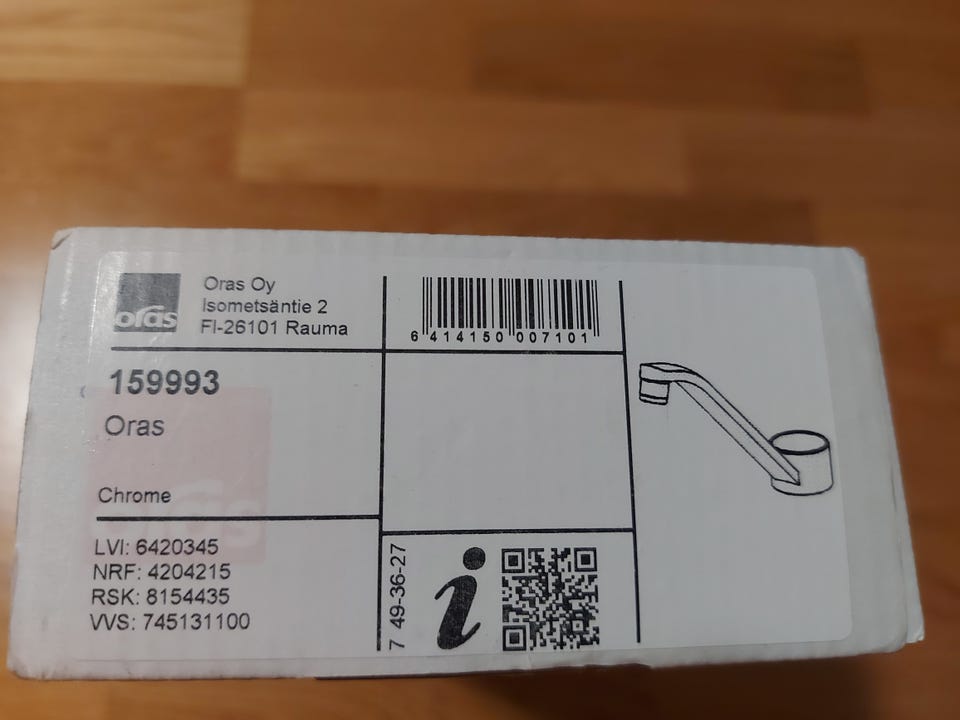 oras
Oras Oy
Isometsäntie 2
FI-26101 Rauma
6 414150 007101
159993
Oras
Chrome
LVI: 6420345
NRF: 4204215
RSK: 8154435
VVS: 745131100
7 49-36-27
i
oras